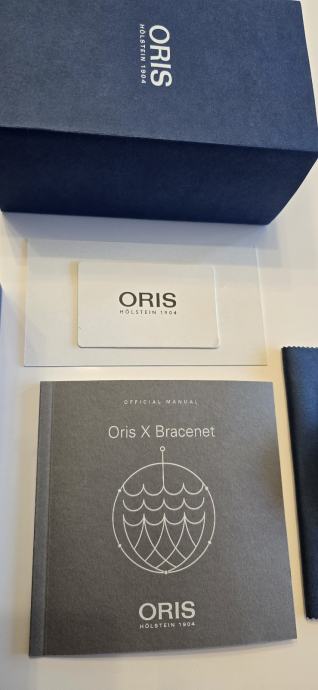 ORIS
HÖLSTEIN 1904
ORIS
HÖLSTEIN 1904
OFFICIAL MANUAL
Oris X Bracenet
ORIS
HÖLSTEIN 1904